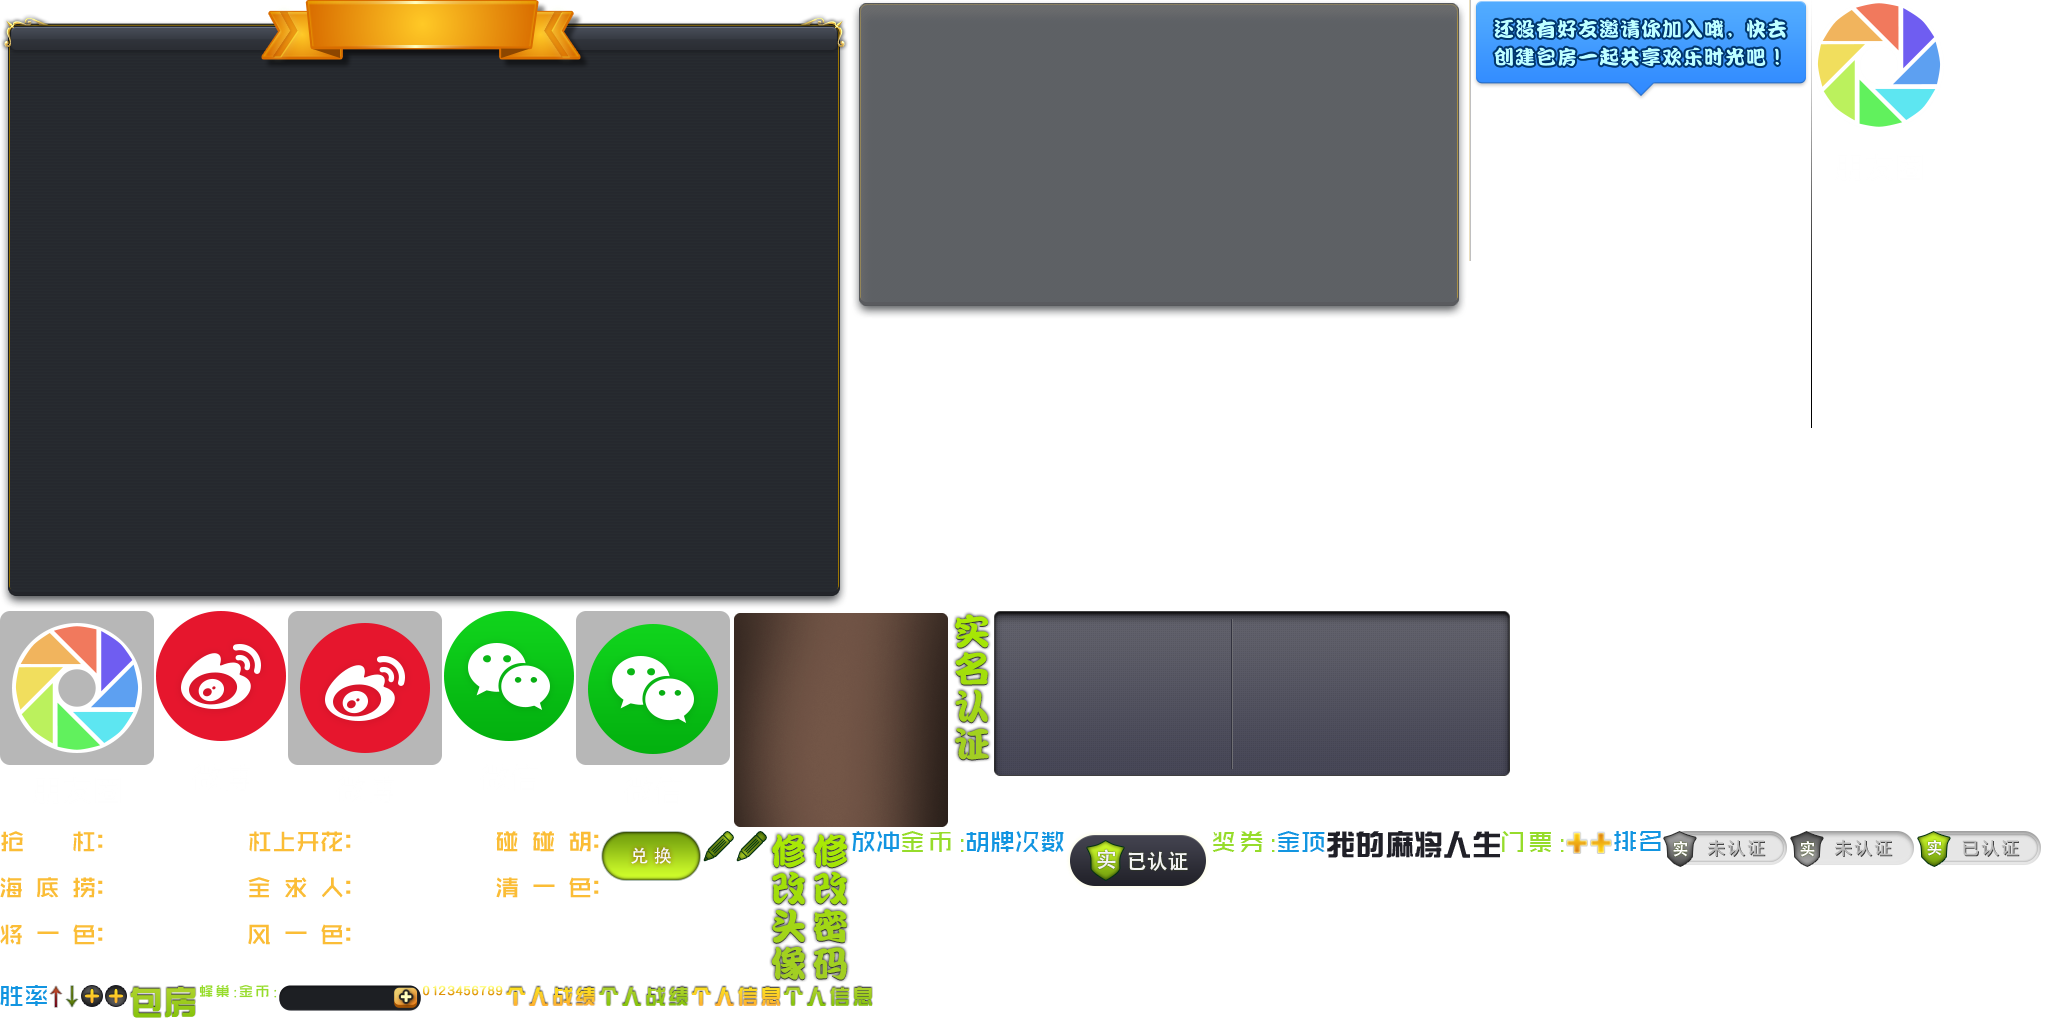 还没有好友邀请你加入哦，快去
创建包房一起共享欢乐时光吧！
实名认证
抢 杠：
杠上开花：
碰 碰 胡：
兑 换
修改头像
修改密码
放冲
金 币：
胡牌次数
实 已认证
奖 券：
金顶
我的麻将人生
门 票：
排名
实 未认证
实 未认证
实 已认证
海 底 捞：
全 求 人：
清 一 色：
将 一 色：
风 一 色：
胜率
包房
蜂巢：
金币：
0123456789
个人战绩
个人战绩
个人信息
个人信息